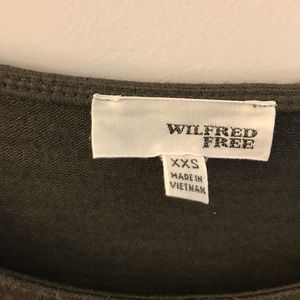 WILFRED
FREE
XXS
MADE IN
VIETNAM